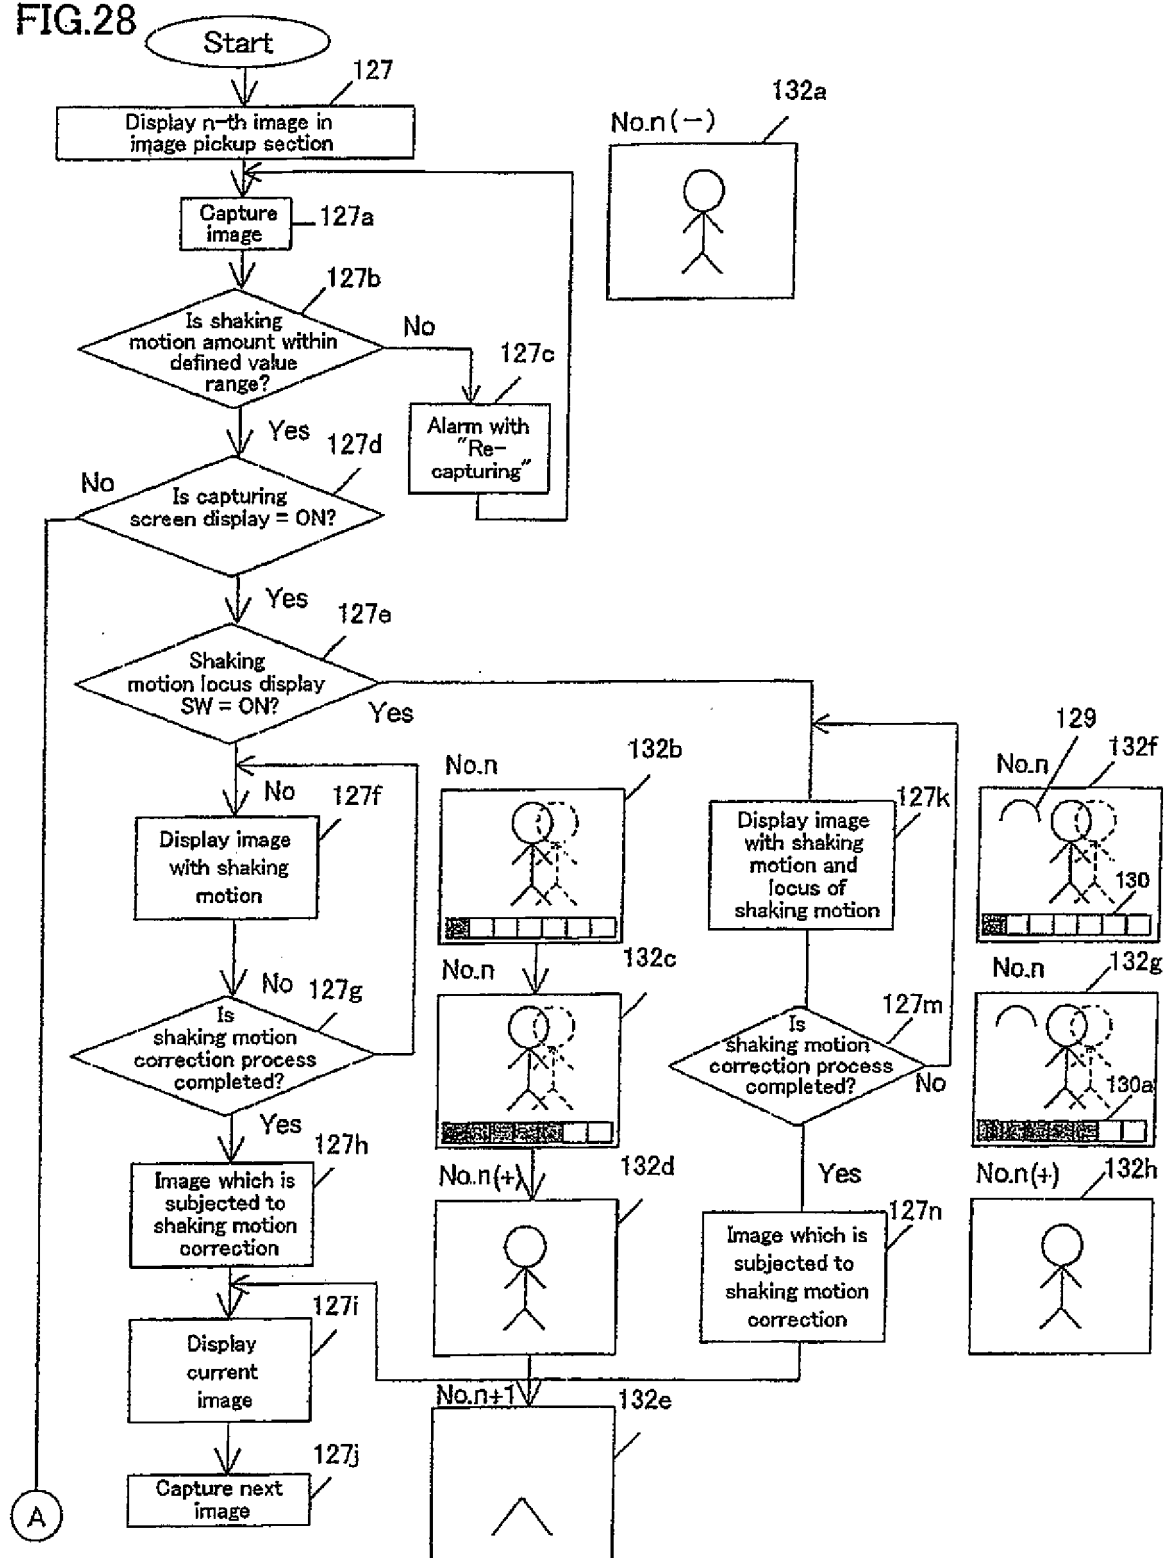 FIG.28
Start
127
Display n-th image in
image pickup section
No.n(-)
132a
Capture
image
127a
127b
Is shaking
motion amount within
defined value
range?
No
127c
Alarm with
"Re-
capturing"
Yes
127d
No
Is capturing
screen display = ON?
Yes
127e
Shaking
motion locus display
SW = ON?
Yes
No
127f
Display image
with shaking
motion
No.n
132b
127k
Display image
with shaking
motion and
locus of
shaking motion
129
No.n
132f
130
No
127g
Is
shaking motion
correction process
completed?
No.n
132c
127m
Is
shaking motion
correction process
completed?
No
No.n
132g
130a
Yes
127h
Image which is
subjected to
shaking motion
correction
No.n(+)
132d
Yes
127n
Image which is
subjected to
shaking motion
correction
No.n(+)
132h
127i
Display
current
image
No.n+1
132e
127j
Capture next
image
A